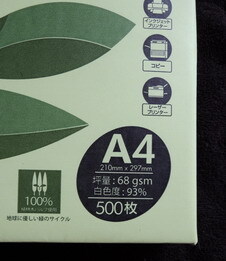 インクジェット
プリンター
コピー
レーザー
プリンター
A4
210mm x 297mm
坪量:68 gsm
白色度:93%
500枚
100%
地球に優しい緑のサイクル